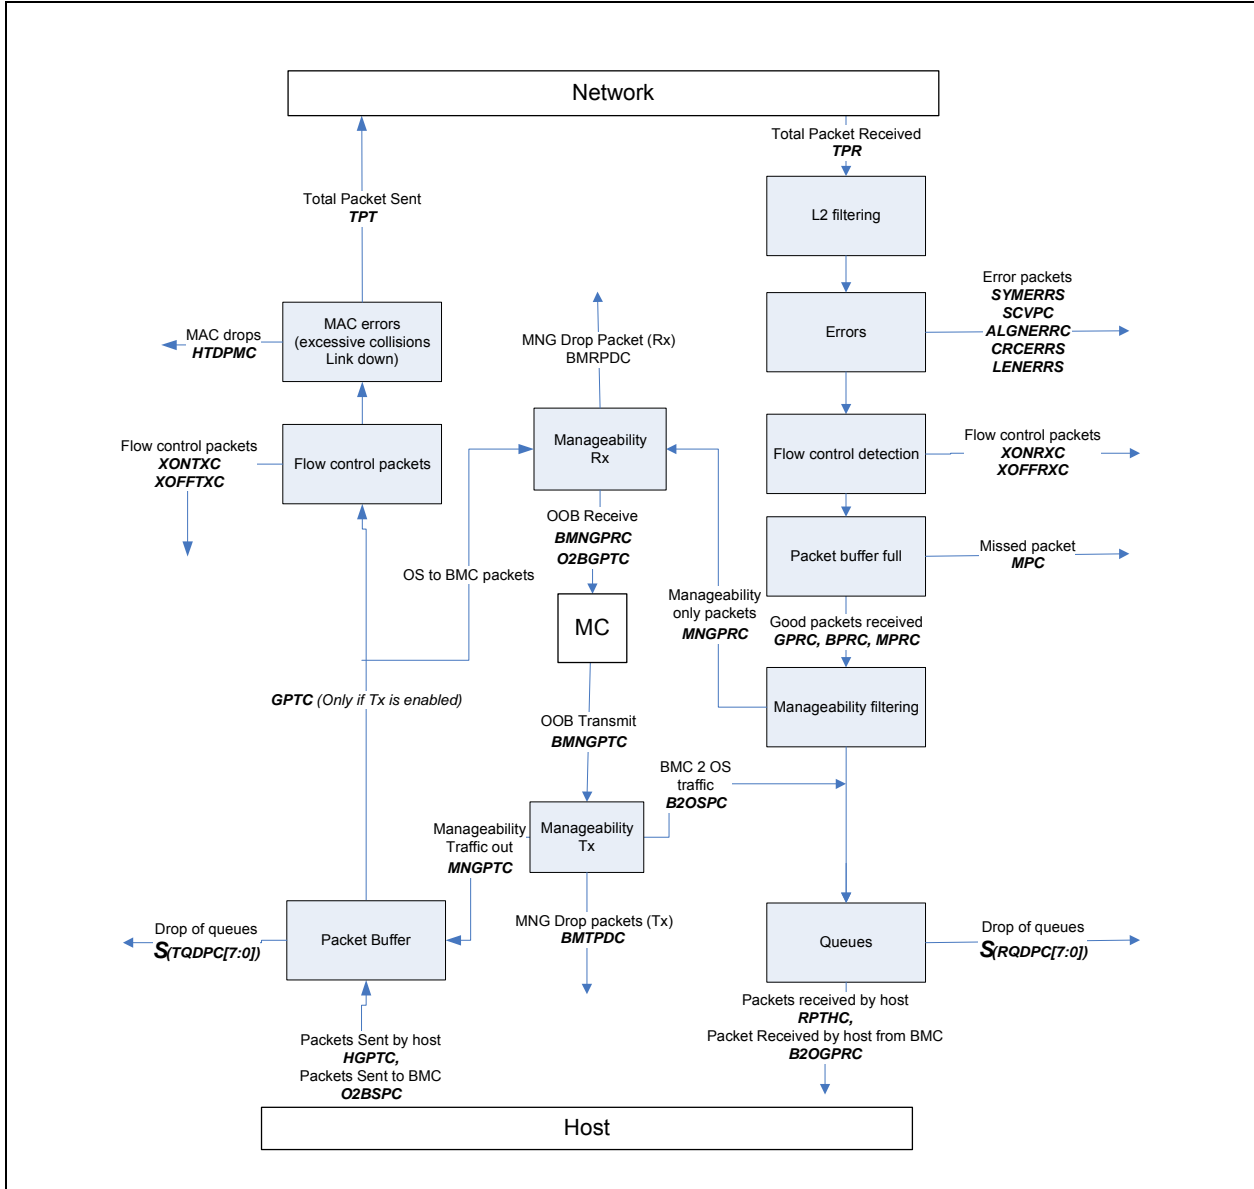 Network
Total Packet Received
TPR
L2 filtering
Total Packet Sent
TPT
Error packets
SYMERRS
SCVPC
ALGNERRC
CRCERRS
LENERRS
Errors
MAC errors
(excessive collisions
Link down)
MAC drops
HTDPMC
MNG Drop Packet (Rx)
BMRPDC
Manageability
Rx
Flow control packets
XONTXC
XOFFTXC
Flow control packets
Flow control detection
Flow control packets
XONRXC
XOFFRXC
OOB Receive
BMNGPRC
O2BGPTC
OS to BMC packets
Packet buffer full
Missed packet
MPC
Manageability
only packets
MNGPRC
Good packets received
GPRC, BPRC, MPRC
MC
GPTC (Only if Tx is enabled)
Manageability filtering
OOB Transmit
BMNGPTC
BMC 2 OS
traffic
B2OSPC
Manageability
Tx
Manageability
Traffic out
MNGPTC
MNG Drop packets (Tx)
BMTPDC
Drop of queues
S(TQDPC[7:0])
Packet Buffer
Queues
Drop of queues
S(RQDPC[7:0])
Packets received by host
RPTHC,
Packet Received by host from BMC
B2OGPRC
Packets Sent by host
HGPTC,
Packets Sent to BMC
O2BSPC
Host